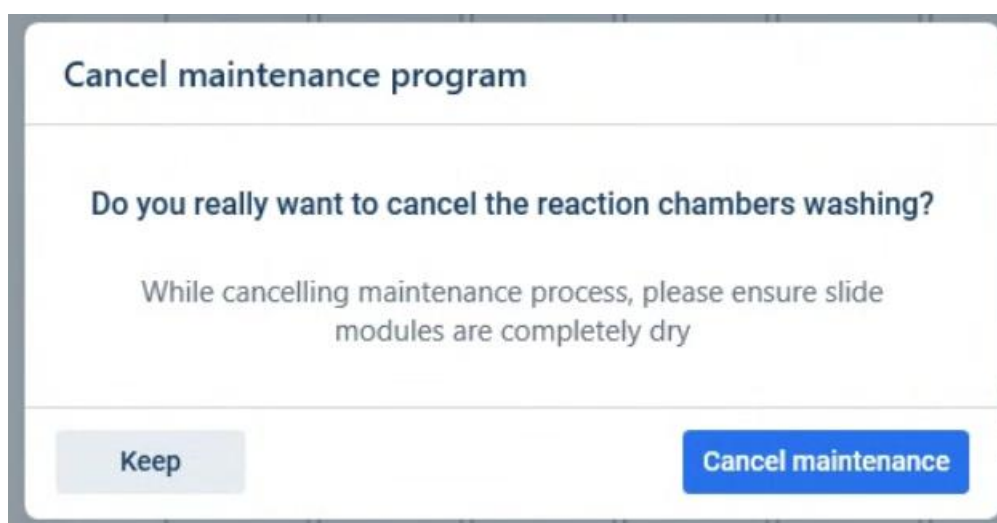 Cancel maintenance program
Do you really want to cancel the reaction chambers washing?
While cancelling maintenance process, please ensure slide
modules are completely dry
Keep
Cancel maintenance